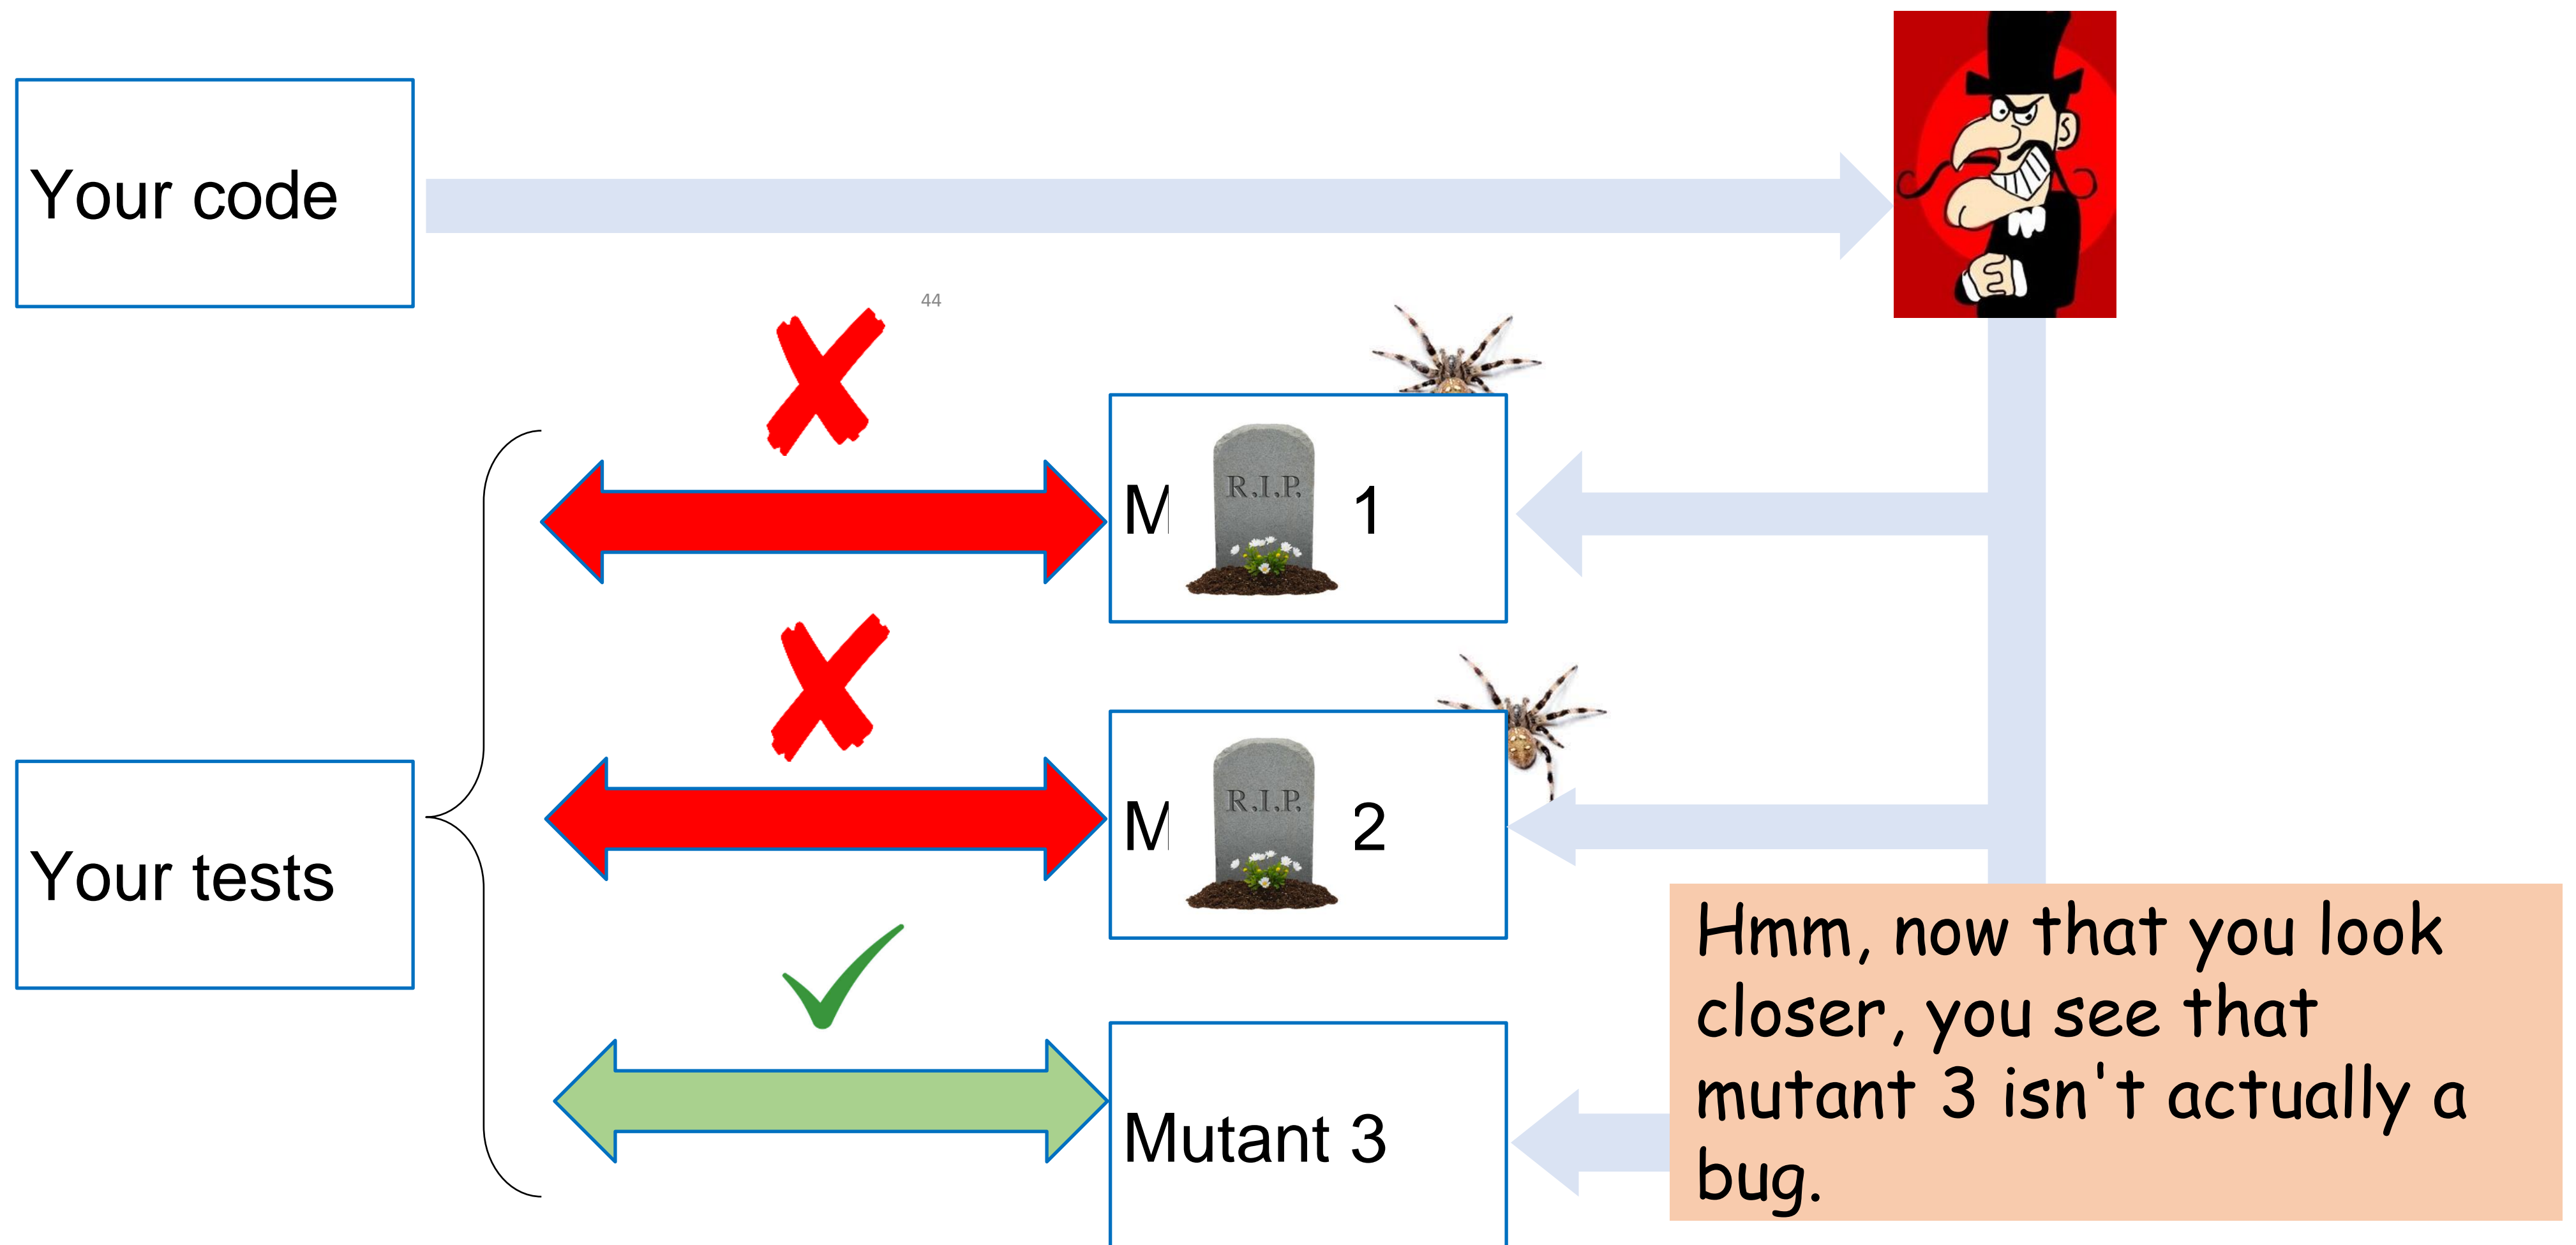 Your code
44
R.I.P.
M 1
R.I.P.
M 2
Your tests
Mutant 3
Hmm, now that you look
closer, you see that
mutant 3 isn't actually a
bug.